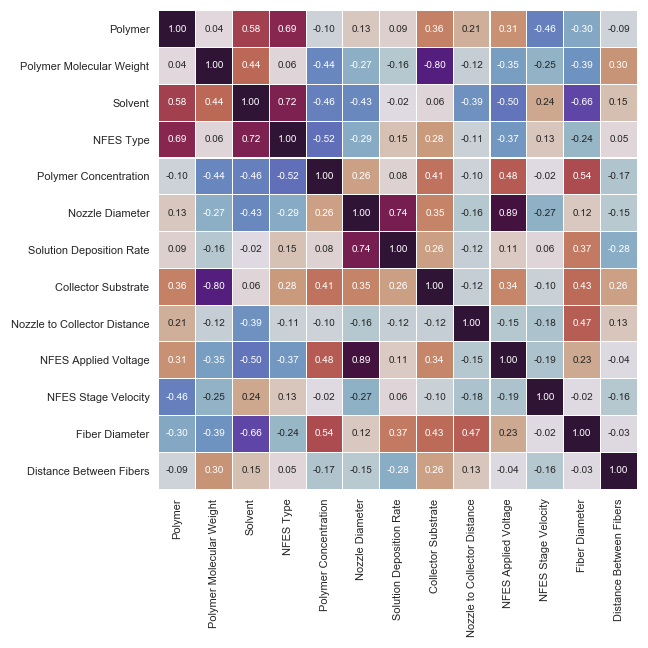 Polymer 1.00 0.04 0.58 0.69 -0.10 0.13 0.09 0.36 0.21 0.31 -0.46 -0.30 -0.09
Polymer Molecular Weight 0.04 1.00 0.44 0.06 -0.44 -0.27 -0.16 -0.80 -0.12 -0.35 -0.25 -0.39 0.30
Solvent 0.58 0.44 1.00 0.72 -0.46 -0.43 -0.02 0.06 -0.39 -0.50 0.24 -0.66 0.15
NFES Type 0.69 0.06 0.72 1.00 -0.52 -0.29 0.15 0.28 -0.11 -0.37 0.13 -0.24 0.05
Polymer Concentration -0.10 -0.44 -0.46 -0.52 1.00 0.26 0.08 0.41 -0.10 0.48 -0.02 0.54 -0.17
Nozzle Diameter 0.13 -0.27 -0.43 -0.29 0.26 1.00 0.74 0.35 -0.16 0.89 -0.27 0.12 -0.15
Solution Deposition Rate 0.09 -0.16 -0.02 0.15 0.08 0.74 1.00 0.26 -0.12 0.11 0.06 0.37 -0.28
Collector Substrate 0.36 -0.80 0.06 0.28 0.41 0.35 0.26 1.00 -0.12 0.34 -0.10 0.43 0.26
Nozzle to Collector Distance 0.21 -0.12 -0.39 -0.11 -0.10 -0.16 -0.12 -0.12 1.00 -0.15 -0.18 0.47 0.13
NFES Applied Voltage 0.31 -0.35 -0.50 -0.37 0.48 0.89 0.11 0.34 -0.15 1.00 -0.19 0.23 -0.04
NFES Stage Velocity -0.46 -0.25 0.24 0.13 -0.02 -0.27 0.06 -0.10 -0.18 -0.19 1.00 -0.02 -0.16
Fiber Diameter -0.30 -0.39 -0.66 -0.24 0.54 0.12 0.37 0.43 0.47 0.23 -0.02 1.00 -0.03
Distance Between Fibers -0.09 0.30 0.15 0.05 -0.17 -0.15 -0.28 0.26 0.13 -0.04 -0.16 -0.03 1.00
Polymer
Polymer Molecular Weight
Solvent
NFES Type
Polymer Concentration
Nozzle Diameter
Solution Deposition Rate
Collector Substrate
Nozzle to Collector Distance
NFES Applied Voltage
NFES Stage Velocity
Fiber Diameter
Distance Between Fibers